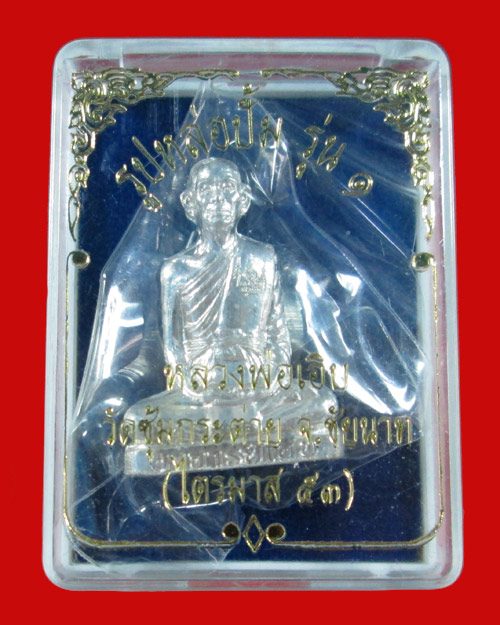 รูปหล่อปั้ม รุ่น ๑
หลวงพ่อเอิบ
วัดซุ้มกระต่าย จ.ชัยนาท
(ไตรมาส ๕๓)